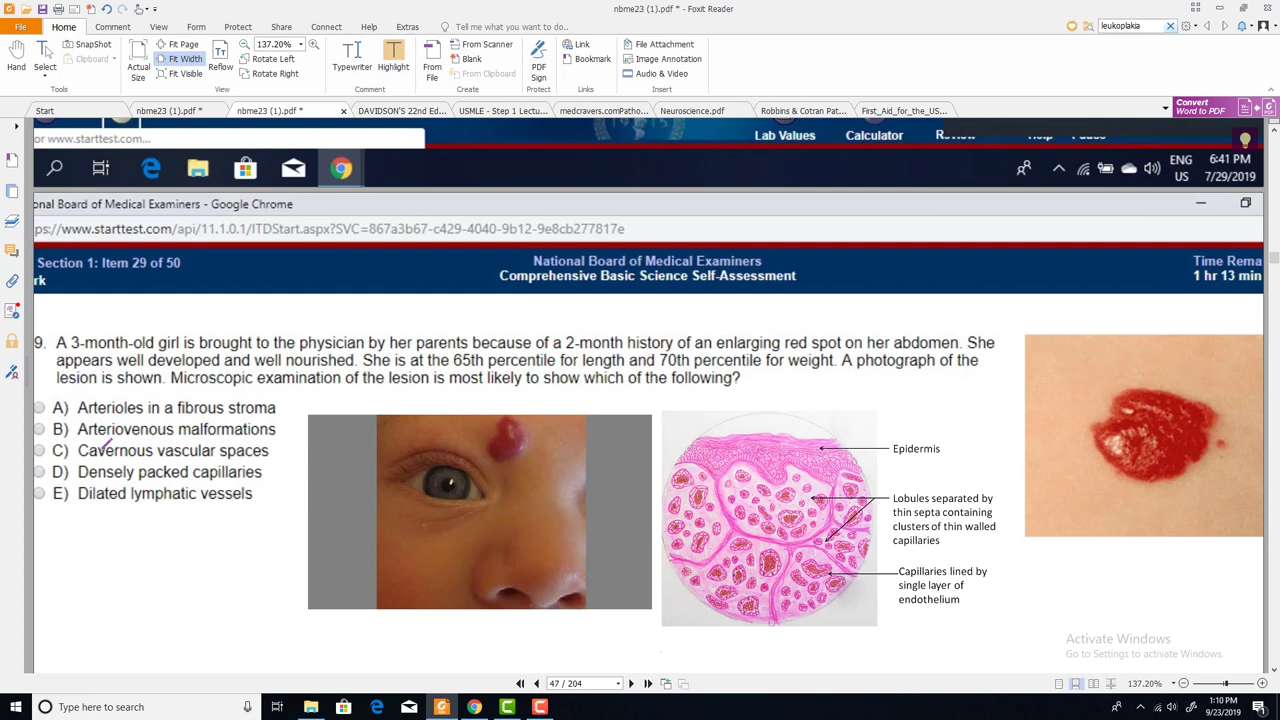 nbme23 (1).pdf * - Foxit Reader
File Home Comment View Form Protect Share Connect Help Extras Tell me what you want to do... leukoplakia
Hand Select SnapShot Clipboard Actual Size Fit Page Fit Width Fit Visible Reflow 137.20% Rotate Left Rotate Right Typewriter Highlight From File From Scanner Blank From Clipboard PDF Sign Link Bookmark File Attachment Image Annotation Audio & Video
Tools View Comment Create Protect Links Insert
Start nbme23 (1).pdf * nbme23 (1).pdf * DAVIDSON'S 22nd Ed... USMLE - Step 1 Lectu... medcravers.comPatho... Neuroscience.pdf Robbins & Cotran Pat... First_Aid_for_the_US... Convert Word to PDF
or www.starttest.com... Lab Values Calculator Review Help Pause
ENG US 6:41 PM 7/29/2019
onal Board of Medical Examiners - Google Chrome
ps://www.starttest.com/api/11.1.0.1/ITDStart.aspx?SVC=867a3b67-c429-4040-9b12-9e8cb277817e
Section 1: Item 29 of 50 National Board of Medical Examiners Time Rema
rk Comprehensive Basic Science Self-Assessment 1 hr 13 min
9. A 3-month-old girl is brought to the physician by her parents because of a 2-month history of an enlarging red spot on her abdomen. She
appears well developed and well nourished. She is at the 65th percentile for length and 70th percentile for weight. A photograph of the
lesion is shown. Microscopic examination of the lesion is most likely to show which of the following?
A) Arterioles in a fibrous stroma
B) Arteriovenous malformations
C) Cavernous vascular spaces
D) Densely packed capillaries
E) Dilated lymphatic vessels
Epidermis
Lobules separated by
thin septa containing
clusters of thin walled
capillaries
Capillaries lined by
single layer of
endothelium
Activate Windows
Go to Settings to activate Windows.
47 / 204 137.20%
Type here to search ENG 1:10 PM
9/23/2019